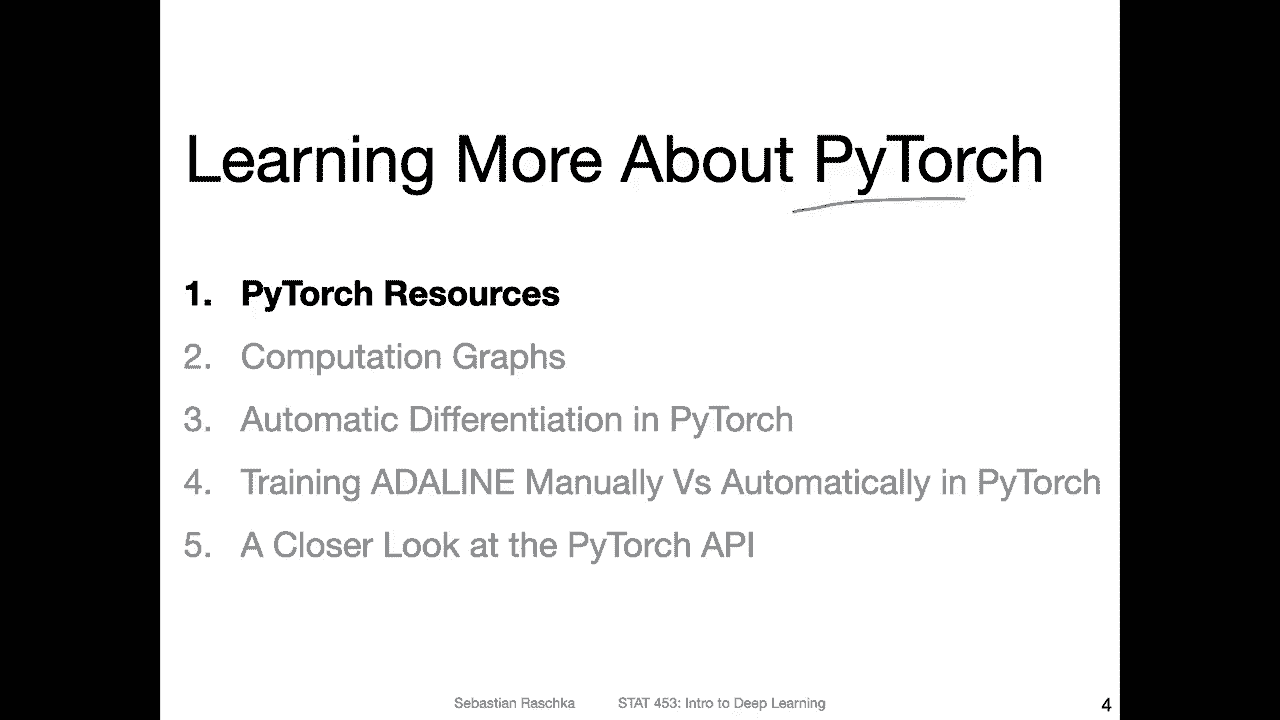 Learning More About PyTorch
1. PyTorch Resources
2. Computation Graphs
3. Automatic Differentiation in PyTorch
4. Training ADALINE Manually Vs Automatically in PyTorch
5. A Closer Look at the PyTorch API
Sebastian Raschka STAT 453: Intro to Deep Learning 4